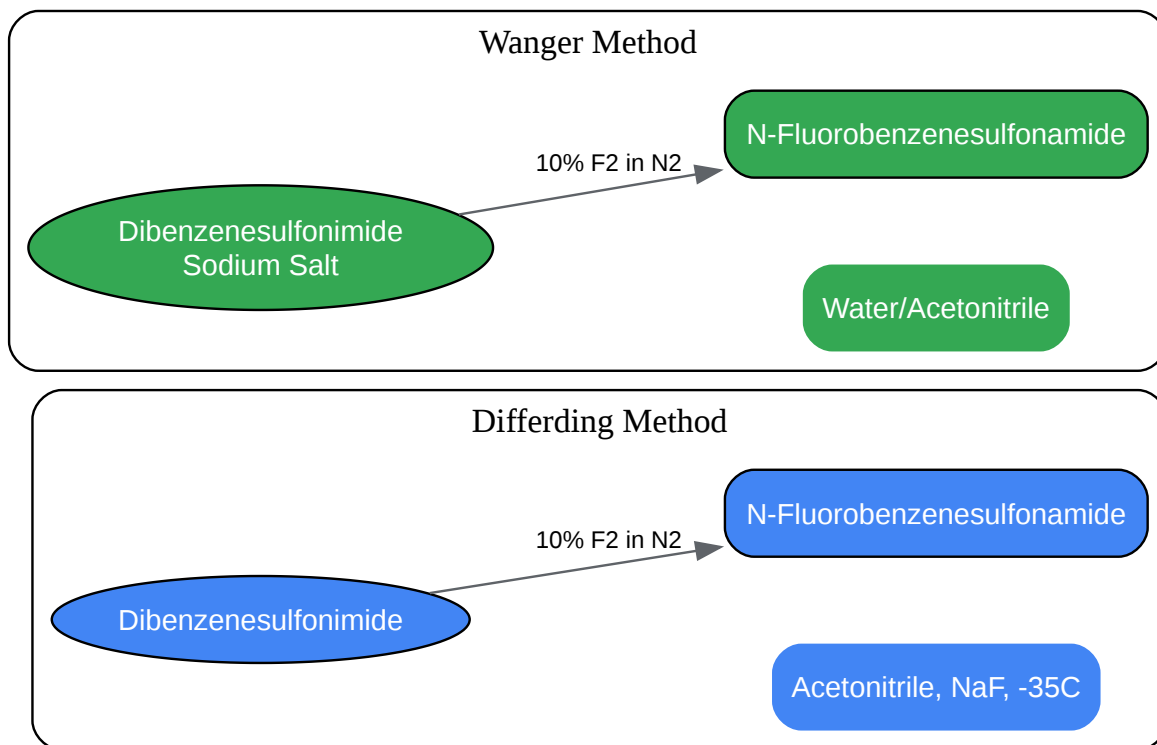 Wanger Method
N-Fluorobenzenesulfonamide
10% F2 in N2
Dibenzenesulfonimide
Sodium Salt
Water/Acetonitrile
Differding Method
N-Fluorobenzenesulfonamide
10% F2 in N2
Dibenzenesulfonimide
Acetonitrile, NaF, -35C